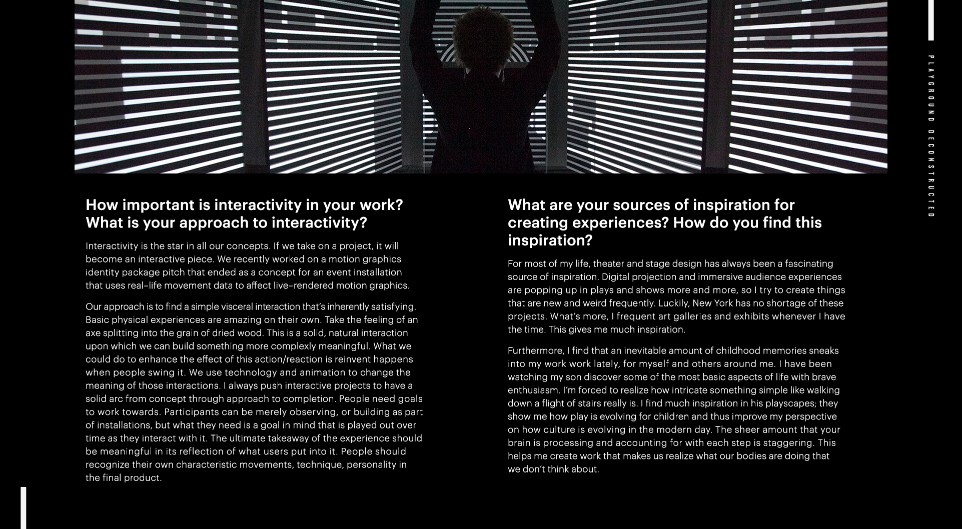 PLAYGROUND DECONSTRUCTED
How important is interactivity in your work?
What is your approach to interactivity?
Interactivity is the star in all our concepts. If we take on a project, it will
become an interactive piece. We recently worked on a motion graphics
identity package pitch that ended as a concept for an event installation
that uses real-life movement data to affect live-rendered motion graphics.
Our approach is to find a simple visceral interaction that's inherently satisfying.
Basic physical experiences are amazing on their own. Take the feeling of an
axe splitting into the grain of dried wood. This is a solid, natural interaction
upon which we can build something more complexly meaningful. What we
could do to enhance the effect of this action/reaction is reinvent happens
when people swing it. We use technology and animation to change the
meaning of those interactions. I always push interactive projects to have a
solid arc from concept through approach to completion. People need goals
to work towards. Participants can be merely observing, or building as part
of installations, but what they need is a goal in mind that is played out over
time as they interact with it. The ultimate takeaway of the experience should
be meaningful in its reflection of what users put into it. People should
recognize their own characteristic movements, technique, personality in
the final product.
What are your sources of inspiration for
creating experiences? How do you find this
inspiration?
For most of my life, theater and stage design has always been a fascinating
source of inspiration. Digital projection and immersive audience experiences
are popping up in plays and shows more and more, so I try to create things
that are new and weird frequently. Luckily, New York has no shortage of these
projects. What's more, I frequent art galleries and exhibits whenever I have
the time. This gives me much inspiration.
Furthermore, I find that an inevitable amount of childhood memories sneaks
into my work work lately, for myself and others around me. I have been
watching my son discover some of the most basic aspects of life with brave
enthusiasm. I'm forced to realize how intricate something simple like walking
down a flight of stairs really is. I find much inspiration in his playscapes; they
show me how play is evolving for children and thus improve my perspective
on how culture is evolving in the modern day. The sheer amount that your
brain is processing and accounting for with each step is staggering. This
helps me create work that makes us realize what our bodies are doing that
we don't think about.